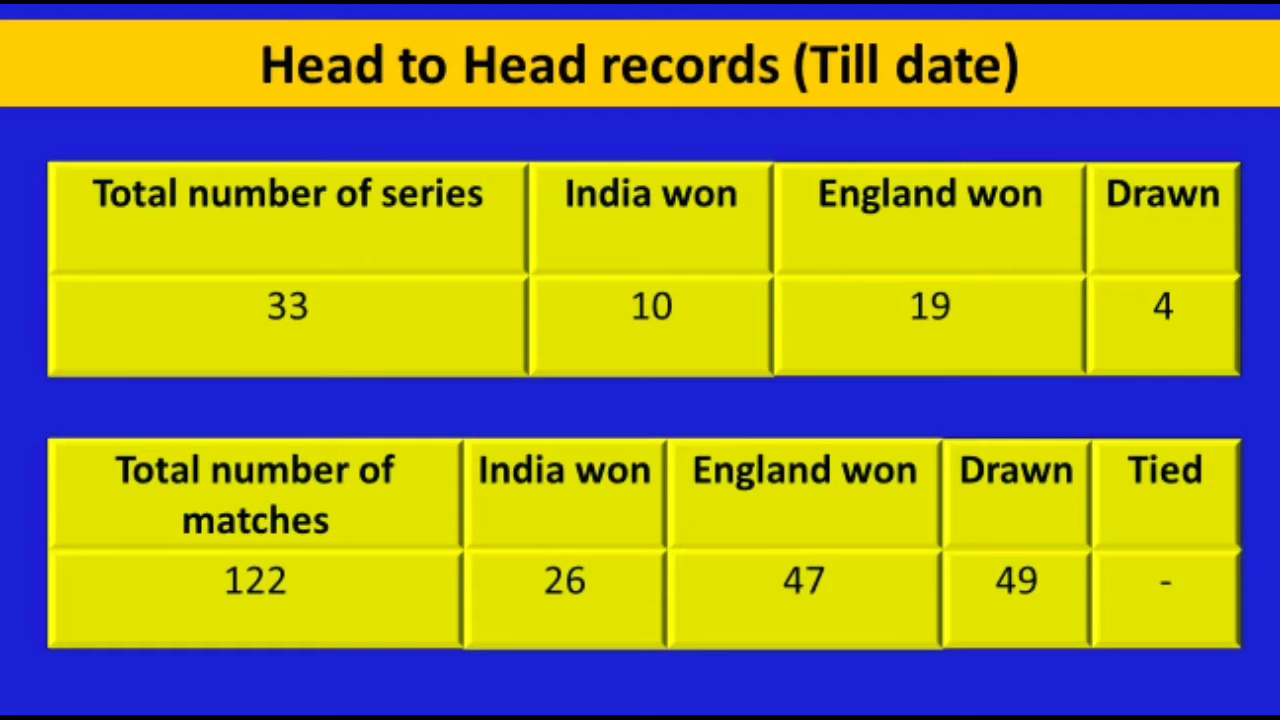 Head to Head records (Till date)
Total number of series India won England won Drawn
33 10 19 4
Total number of India won England won Drawn Tied
matches
122 26 47 49 -